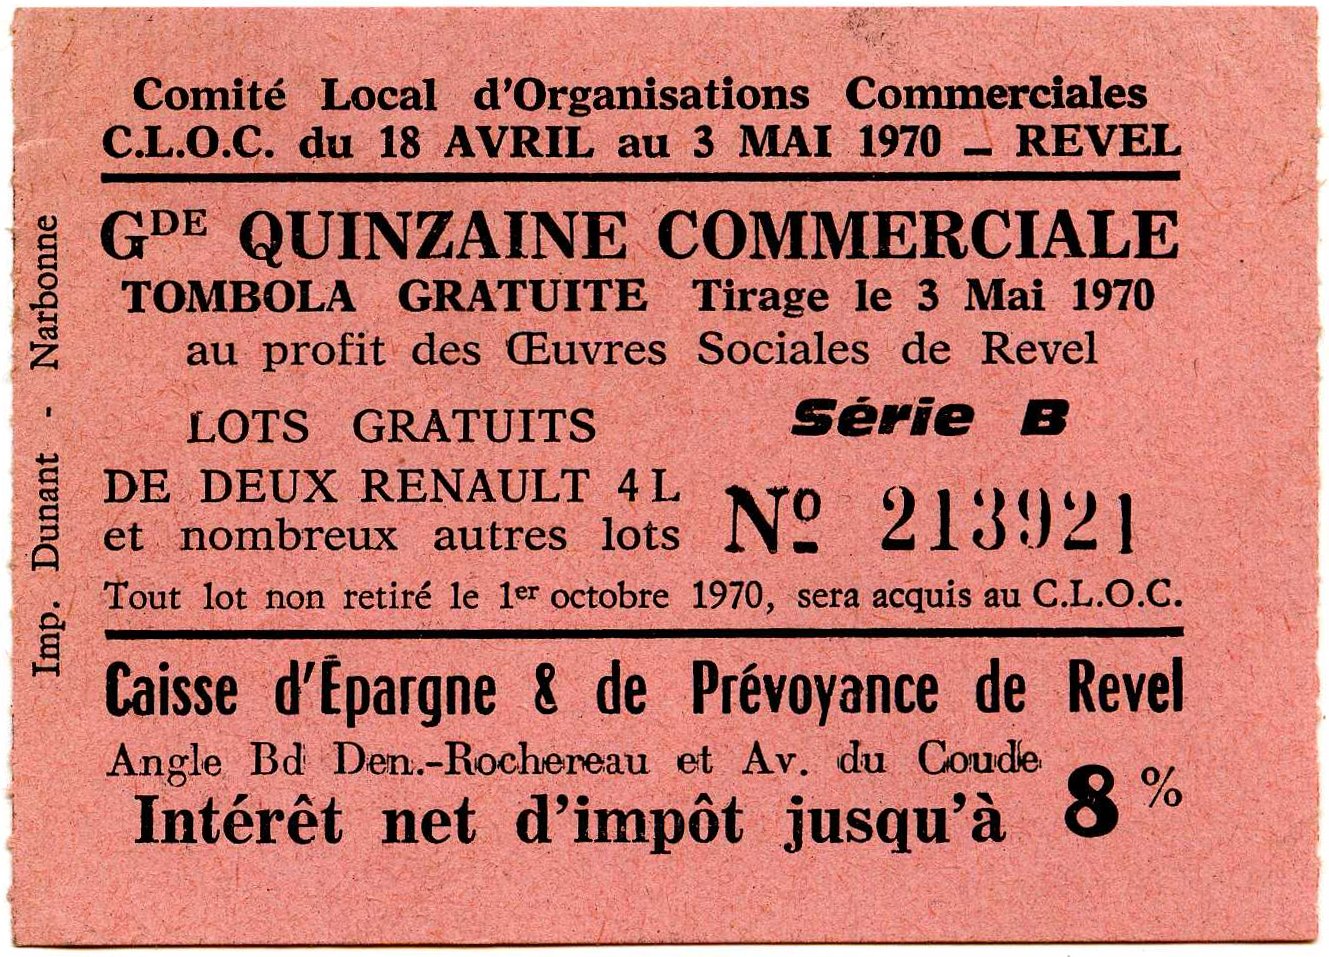 Comité Local d'Organisations Commerciales
C.L.O.C. du 18 AVRIL au 3 MAI 1970 – REVEL
GDE QUINZAINE COMMERCIALE
TOMBOLA GRATUITE Tirage le 3 Mai 1970
au profit des Œuvres Sociales de Revel
LOTS GRATUITS
DE DEUX RENAULT 4 L
et nombreux autres lots
Série B
Nº 213921
Tout lot non retiré le 1er octobre 1970, sera acquis au C.L.O.C.
Caisse d'Épargne & de Prévoyance de Revel
Angle Bd Den.-Rochereau et Av. du Coude
Intérêt net d'impôt jusqu'à 8 %
Imp. Dunant - Narbonne